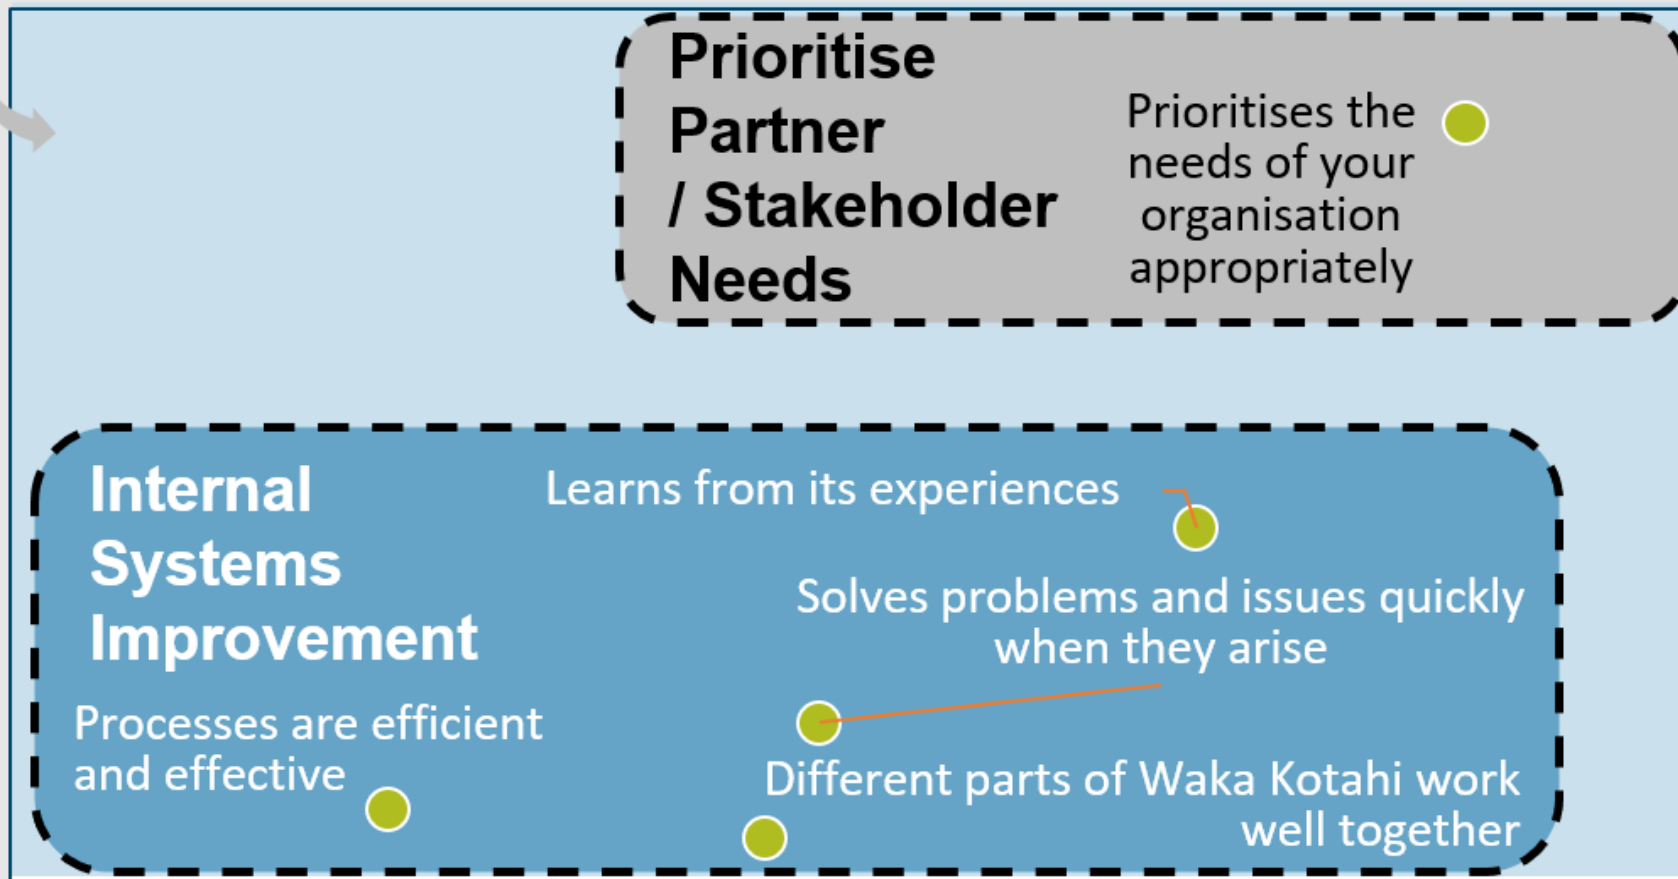 Prioritise
Partner
/ Stakeholder
Needs
Prioritises the
needs of your
organisation
appropriately
Internal
Systems
Improvement
Learns from its experiences
Solves problems and issues quickly
when they arise
Processes are efficient
and effective
Different parts of Waka Kotahi work
well together